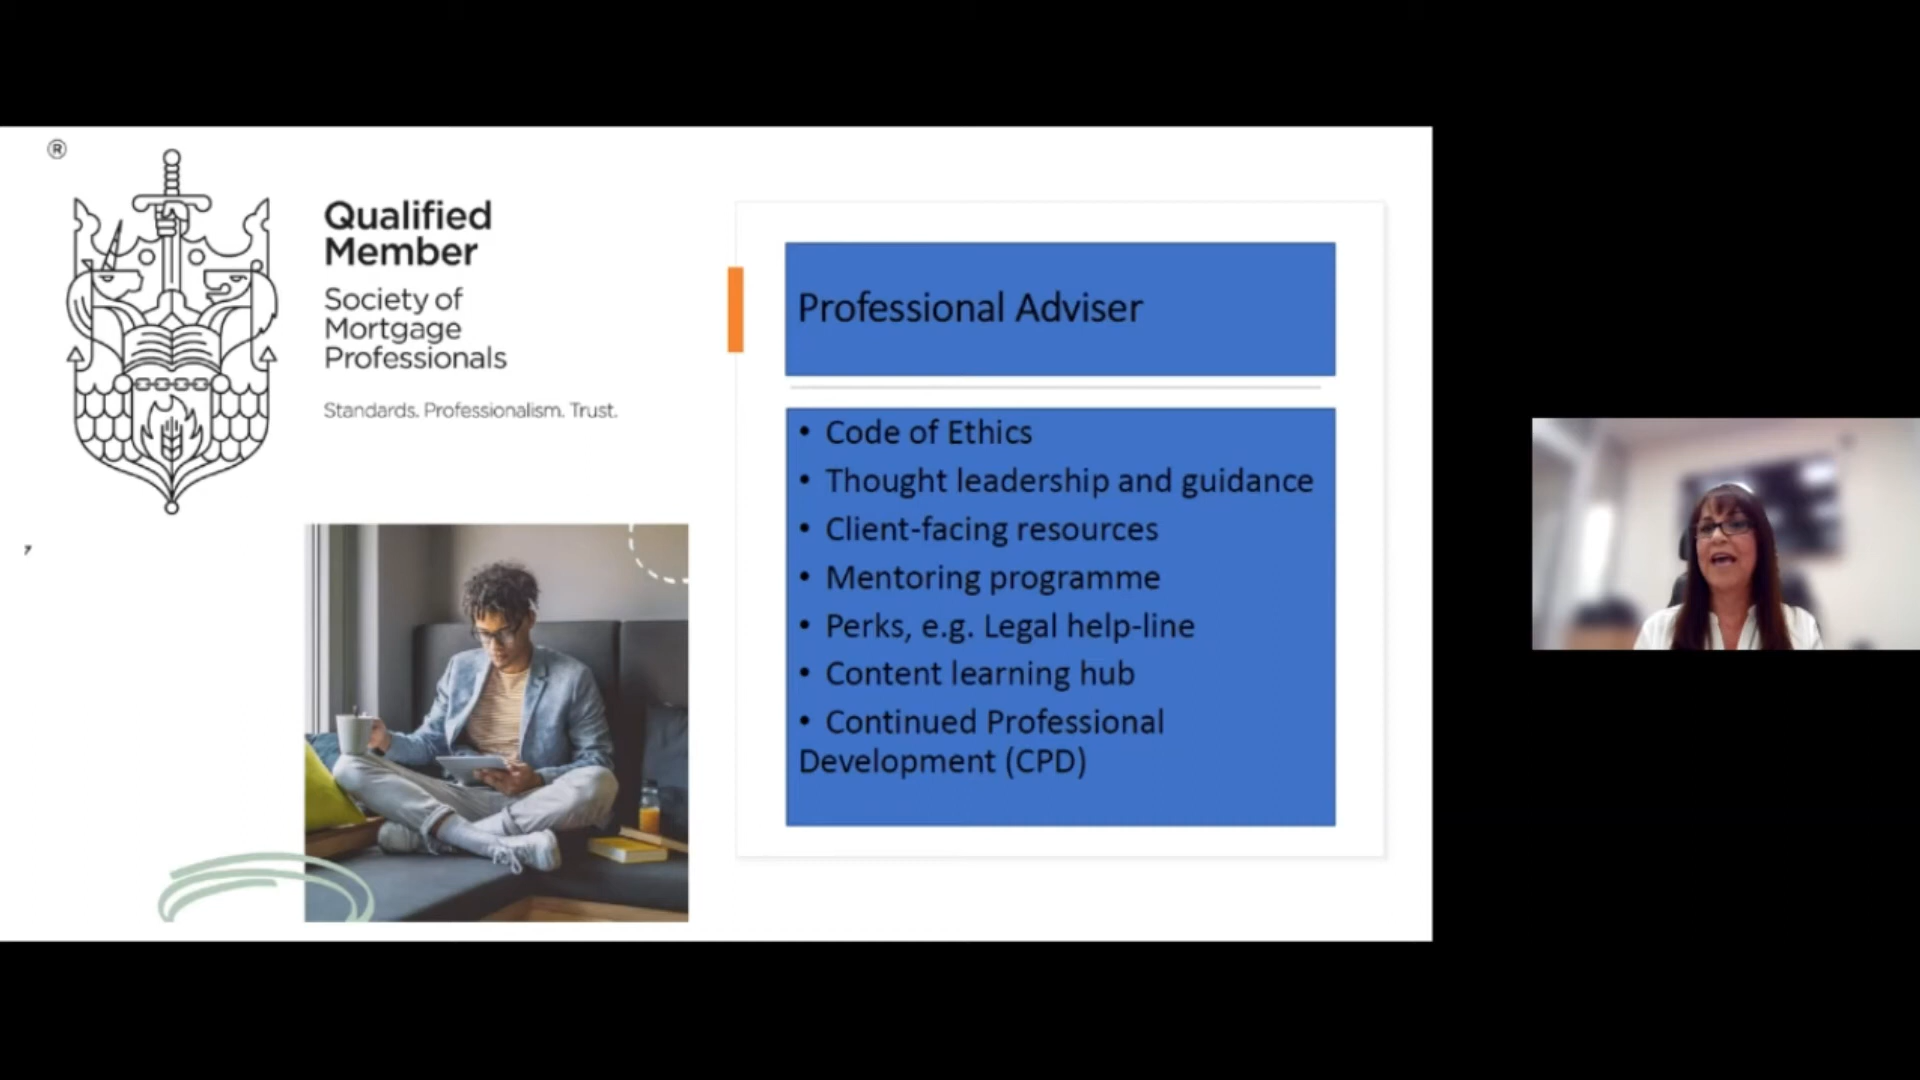 ®
Qualified
Member
Society of
Mortgage
Professionals
Standards. Professionalism. Trust.
,
Professional Adviser
• Code of Ethics
• Thought leadership and guidance
• Client-facing resources
• Mentoring programme
• Perks, e.g. Legal help-line
• Content learning hub
• Continued Professional
Development (CPD)